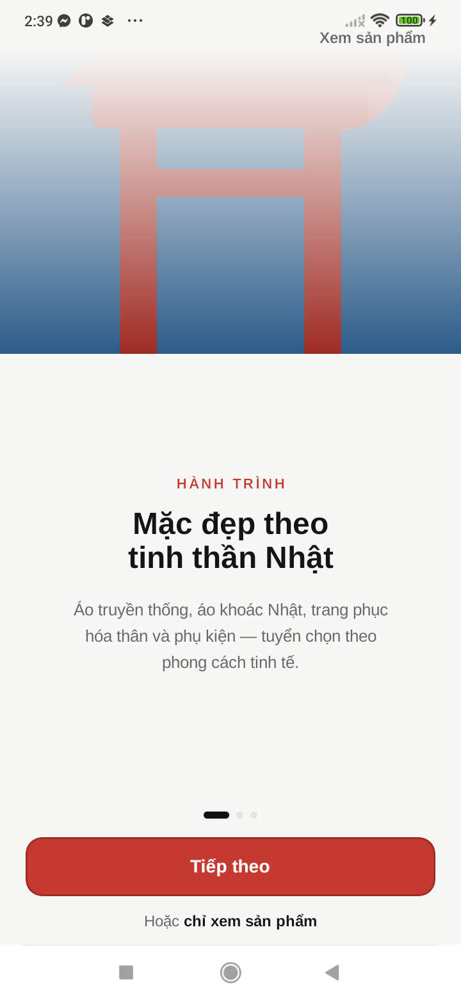 2:39
100
Xem sản phẩm
HÀNH TRÌNH
Mặc đẹp theo
tinh thần Nhật
Áo truyền thống, áo khoác Nhật, trang phục
hóa thân và phụ kiện — tuyển chọn theo
phong cách tinh tế.
Tiếp theo
Hoặc chỉ xem sản phẩm